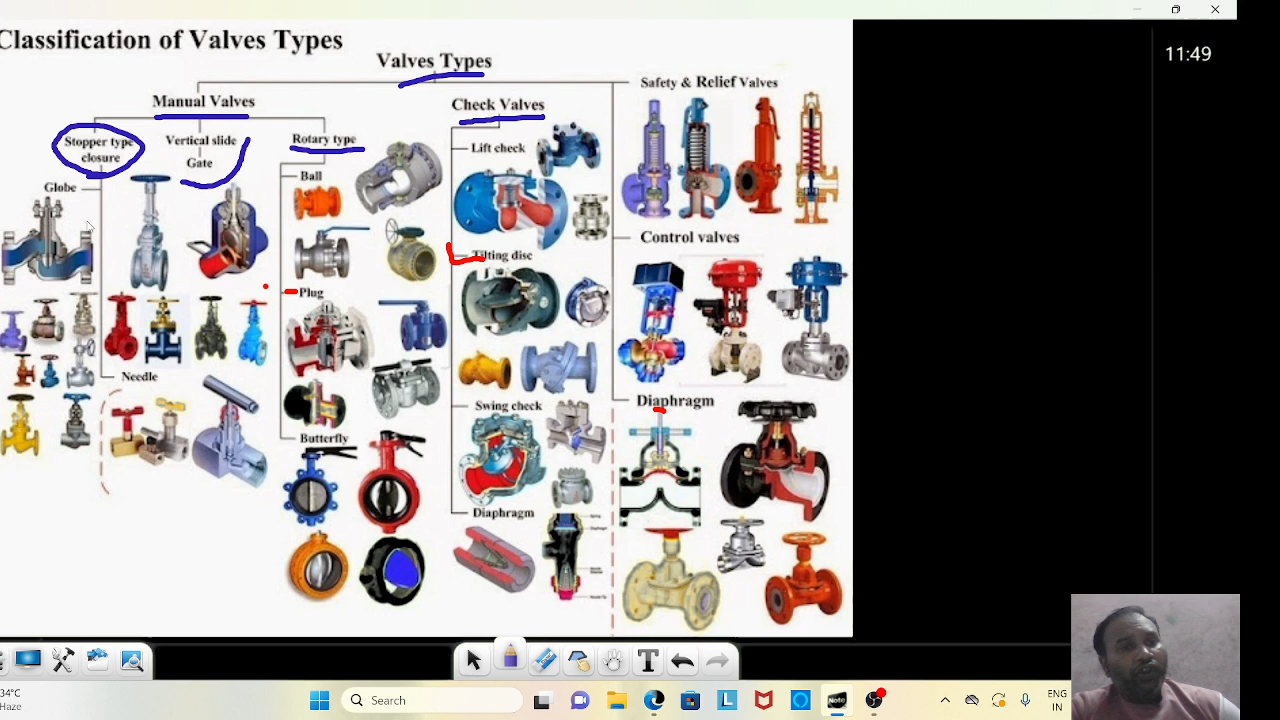 Classification of Valves Types
11:49
Valves Types
Manual Valves
Check Valves
Safety & Relief Valves
Stopper type
closure
Vertical slide
Gate
Rotary type
Lift check
Globe
Ball
Tilting disc
Control valves
Plug
Needle
Swing check
Diaphragm
Butterfly
Diaphragm
34°C
Haze
Search
Note
ENG
IN